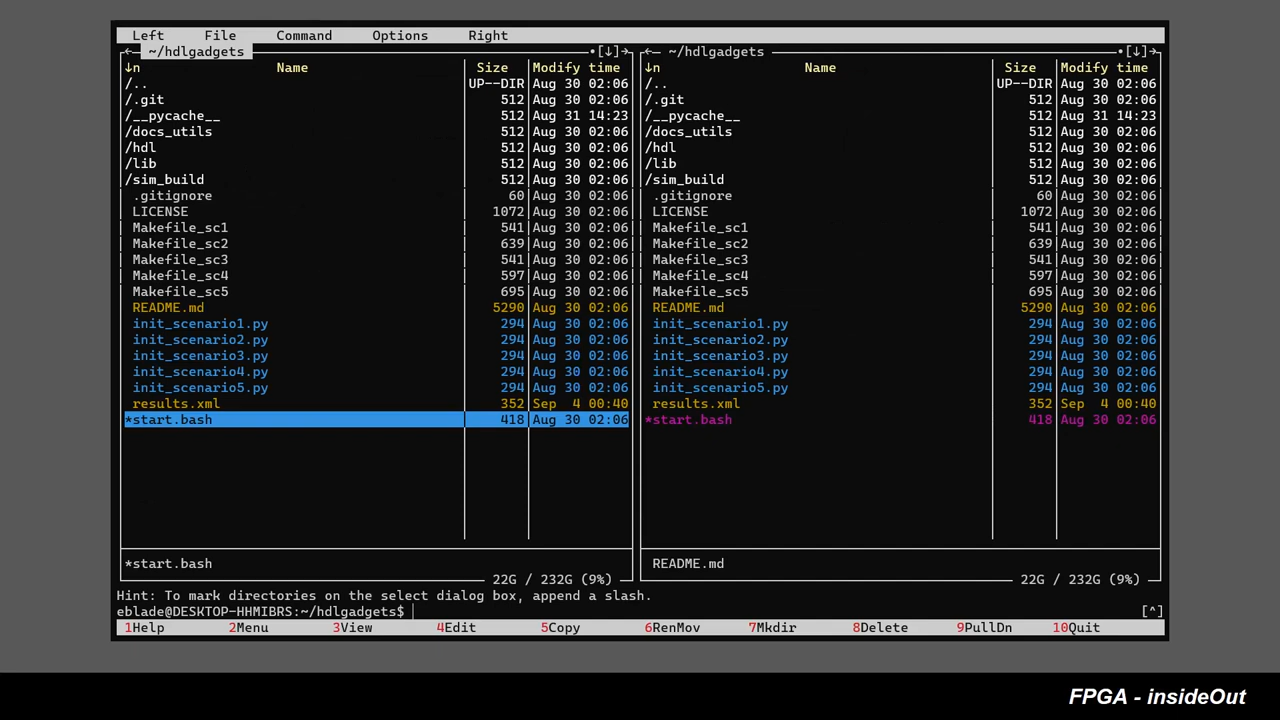 Left File Command Options Right
~/hdlgadgets •[↓] ~/hdlgadgets •[↓]
↓n Name Size Modify time ↓n Name Size Modify time
/.. UP--DIR Aug 30 02:06 /.. UP--DIR Aug 30 02:06
/.git 512 Aug 30 02:06 /.git 512 Aug 30 02:06
/__pycache__ 512 Aug 31 14:23 /__pycache__ 512 Aug 31 14:23
/docs_utils 512 Aug 30 02:06 /docs_utils 512 Aug 30 02:06
/hdl 512 Aug 30 02:06 /hdl 512 Aug 30 02:06
/lib 512 Aug 30 02:06 /lib 512 Aug 30 02:06
/sim_build 512 Aug 30 02:06 /sim_build 512 Aug 30 02:06
.gitignore 60 Aug 30 02:06 .gitignore 60 Aug 30 02:06
LICENSE 1072 Aug 30 02:06 LICENSE 1072 Aug 30 02:06
Makefile_sc1 541 Aug 30 02:06 Makefile_sc1 541 Aug 30 02:06
Makefile_sc2 639 Aug 30 02:06 Makefile_sc2 639 Aug 30 02:06
Makefile_sc3 541 Aug 30 02:06 Makefile_sc3 541 Aug 30 02:06
Makefile_sc4 597 Aug 30 02:06 Makefile_sc4 597 Aug 30 02:06
Makefile_sc5 695 Aug 30 02:06 Makefile_sc5 695 Aug 30 02:06
README.md 5290 Aug 30 02:06 README.md 5290 Aug 30 02:06
init_scenario1.py 294 Aug 30 02:06 init_scenario1.py 294 Aug 30 02:06
init_scenario2.py 294 Aug 30 02:06 init_scenario2.py 294 Aug 30 02:06
init_scenario3.py 294 Aug 30 02:06 init_scenario3.py 294 Aug 30 02:06
init_scenario4.py 294 Aug 30 02:06 init_scenario4.py 294 Aug 30 02:06
init_scenario5.py 294 Aug 30 02:06 init_scenario5.py 294 Aug 30 02:06
results.xml 352 Sep 4 00:40 results.xml 352 Sep 4 00:40
*start.bash 418 Aug 30 02:06 *start.bash 418 Aug 30 02:06
*start.bash README.md
22G / 232G (9%) 22G / 232G (9%)
Hint: To mark directories on the select dialog box, append a slash.
eblade@DESKTOP-HHMIBRS:~/hdlgadgets$ [^]
1Help 2Menu 3View 4Edit 5Copy 6RenMov 7Mkdir 8Delete 9PullDn 10Quit
FPGA - insideOut